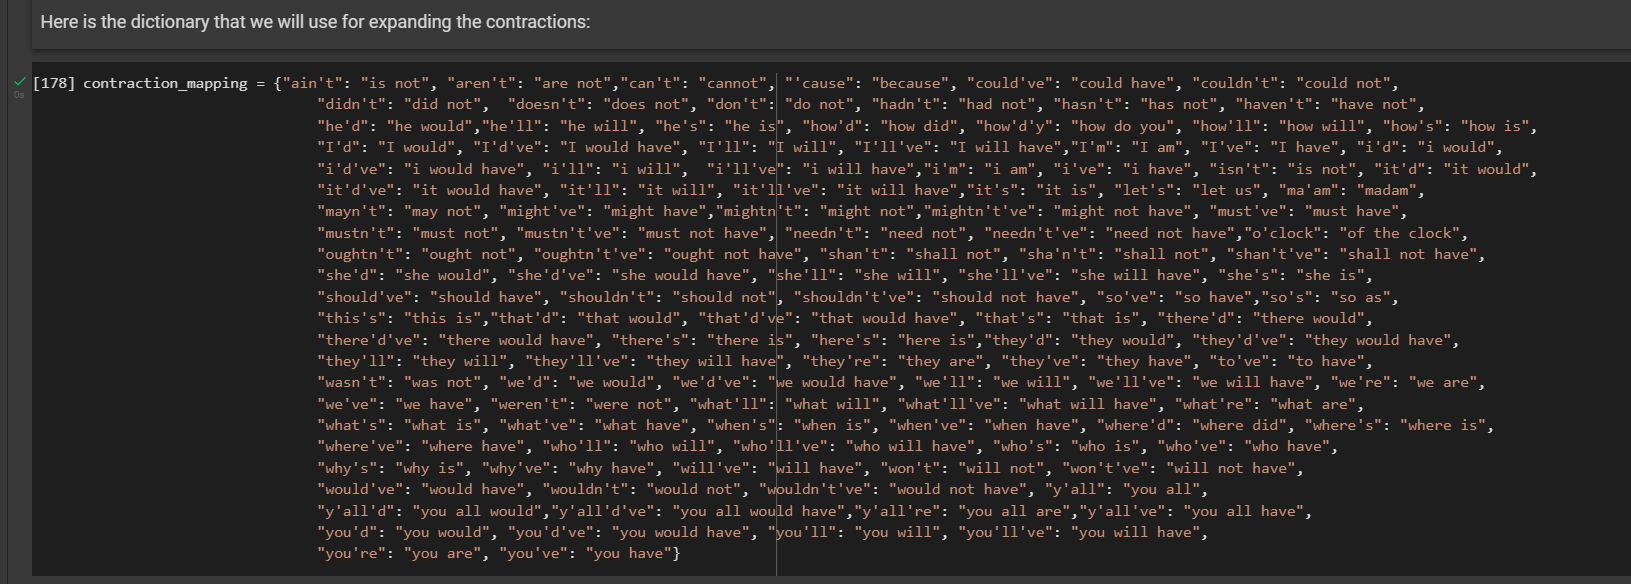 Here is the dictionary that we will use for expanding the contractions:
[178] contraction_mapping = {"ain't": "is not", "aren't": "are not","can't": "cannot", "'cause": "because", "could've": "could have", "couldn't": "could not",
"didn't": "did not",  "doesn't": "does not", "don't": "do not", "hadn't": "had not", "hasn't": "has not", "haven't": "have not",
"he'd": "he would","he'll": "he will", "he's": "he is", "how'd": "how did", "how'd'y": "how do you", "how'll": "how will", "how's": "how is",
"I'd": "I would", "I'd've": "I would have", "I'll": "I will", "I'll've": "I will have","I'm": "I am", "I've": "I have", "i'd": "i would",
"i'd've": "i would have", "i'll": "i will",  "i'll've": "i will have","i'm": "i am", "i've": "i have", "isn't": "is not", "it'd": "it would",
"it'd've": "it would have", "it'll": "it will", "it'll've": "it will have","it's": "it is", "let's": "let us", "ma'am": "madam",
"mayn't": "may not", "might've": "might have","mightn't": "might not","mightn't've": "might not have", "must've": "must have",
"mustn't": "must not", "mustn't've": "must not have", "needn't": "need not", "needn't've": "need not have","o'clock": "of the clock",
"oughtn't": "ought not", "oughtn't've": "ought not have", "shan't": "shall not", "sha'n't": "shall not", "shan't've": "shall not have",
"she'd": "she would", "she'd've": "she would have", "she'll": "she will", "she'll've": "she will have", "she's": "she is",
"should've": "should have", "shouldn't": "should not", "shouldn't've": "should not have", "so've": "so have","so's": "so as",
"this's": "this is","that'd": "that would", "that'd've": "that would have", "that's": "that is", "there'd": "there would",
"there'd've": "there would have", "there's": "there is", "here's": "here is","they'd": "they would", "they'd've": "they would have",
"they'll": "they will", "they'll've": "they will have", "they're": "they are", "they've": "they have", "to've": "to have",
"wasn't": "was not", "we'd": "we would", "we'd've": "we would have", "we'll": "we will", "we'll've": "we will have", "we're": "we are",
"we've": "we have", "weren't": "were not", "what'll": "what will", "what'll've": "what will have", "what're": "what are",
"what's": "what is", "what've": "what have", "when's": "when is", "when've": "when have", "where'd": "where did", "where's": "where is",
"where've": "where have", "who'll": "who will", "who'll've": "who will have", "who's": "who is", "who've": "who have",
"why's": "why is", "why've": "why have", "will've": "will have", "won't": "will not", "won't've": "will not have",
"would've": "would have", "wouldn't": "would not", "wouldn't've": "would not have", "y'all": "you all",
"y'all'd": "you all would","y'all'd've": "you all would have","y'all're": "you all are","y'all've": "you all have",
"you'd": "you would", "you'd've": "you would have", "you'll": "you will", "you'll've": "you will have",
"you're": "you are", "you've": "you have"}
0s